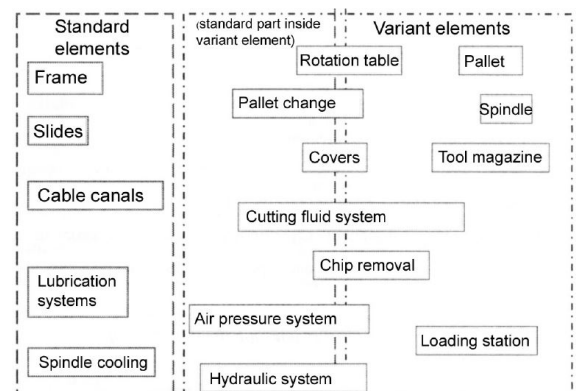 Standard
elements
Frame
Slides
Cable canals
Lubrication
systems
Spindle cooling
(standard part inside
variant element)
Variant elements
Rotation table
Pallet
Pallet change
Spindle
Covers
Tool magazine
Cutting fluid system
Chip removal
Air pressure system
Loading station
Hydraulic system